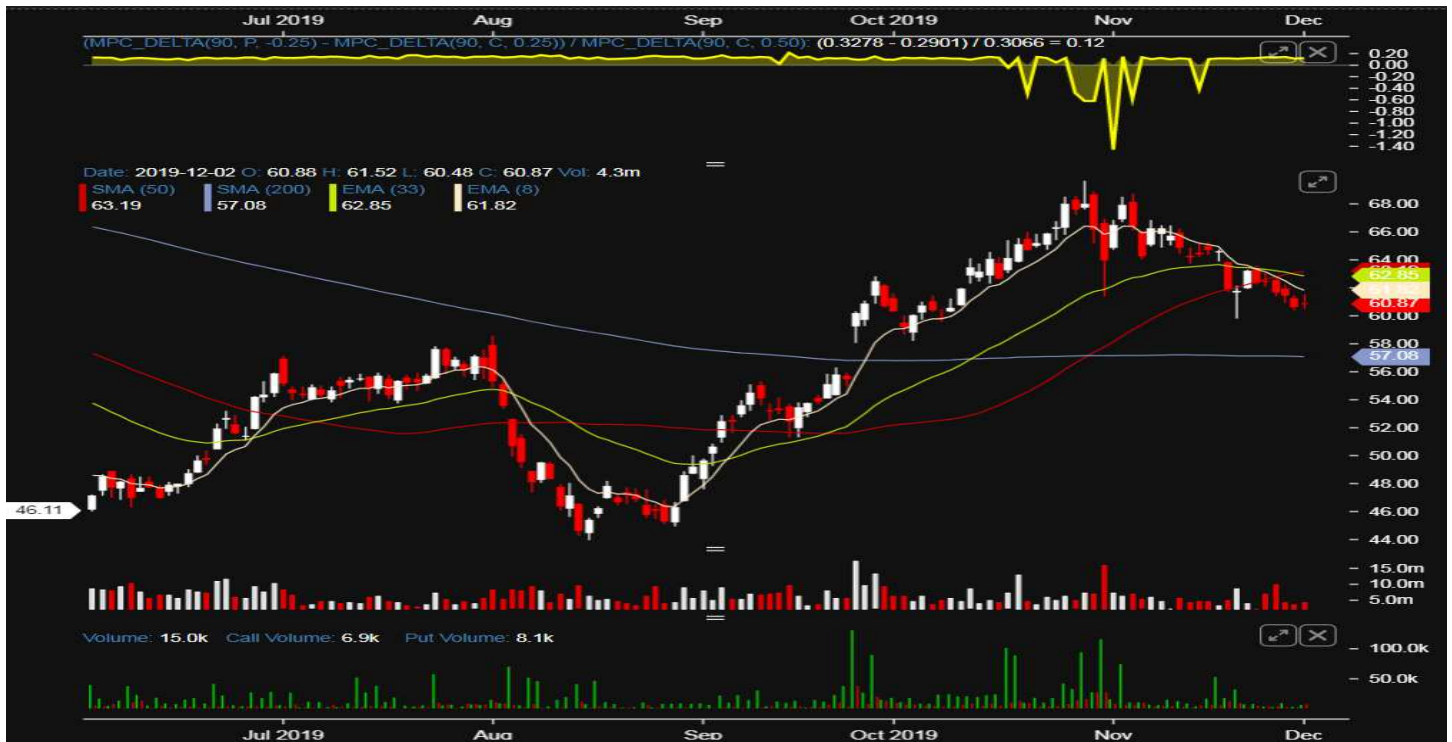 Jul 2019 Aug Sep Oct 2019 Nov Dec
(MPC_DELTA(90, P, -0.25) - MPC_DELTA(90, C, 0.25)) / MPC_DELTA(90, C, 0.50): (0.3278 - 0.2901) / 0.3066 = 0.12
0.20
0.00
-0.20
-0.40
-0.60
-0.80
-1.00
-1.20
-1.40
Date: 2019-12-02 O: 60.88 H: 61.52 L: 60.48 C: 60.87 Vol: 4.3m
SMA (50) SMA (200) EMA (33) EMA (8)
63.19 57.08 62.85 61.82
68.00
66.00
64.00
62.85
60.87
60.00
58.00
57.08
56.00
54.00
52.00
50.00
48.00
46.11
46.00
44.00
15.0m
10.0m
5.0m
Volume: 15.0k Call Volume: 6.9k Put Volume: 8.1k
100.0k
50.0k
Jul 2019 Aug Sep Oct 2019 Nov Dec